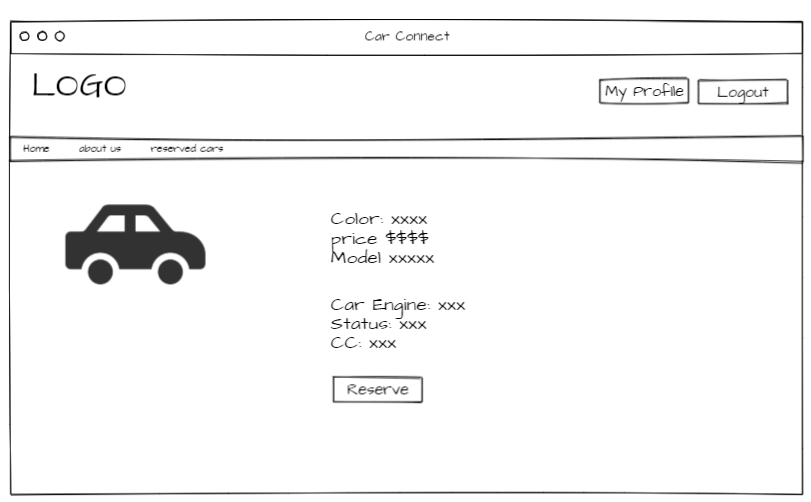 Car Connect
LOGO
My Profile
Logout
Home about us reserved cars
Color: xxxx
price $$$$
Model xxxxx
Car Engine: xxx
Status: xxx
CC: xxx
Reserve